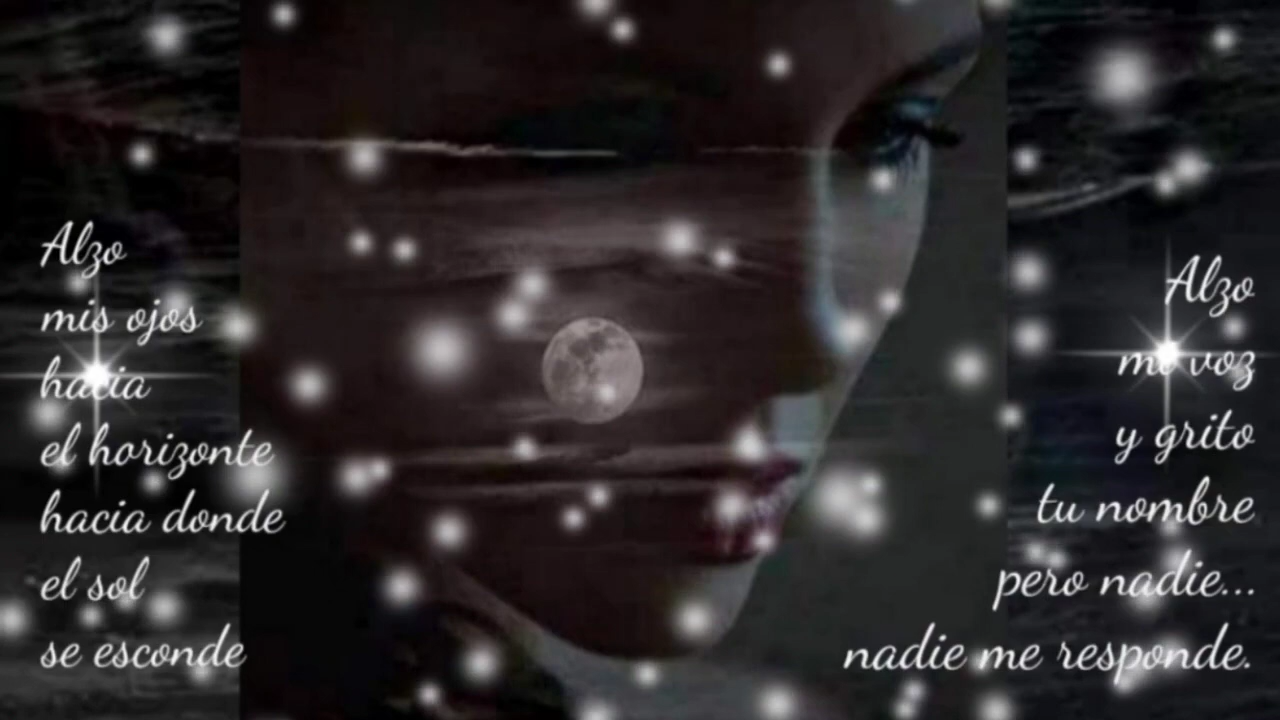 Alzo
mis ojos
hacia
el horizonte
hacia donde
el sol
se esconde
Alzo
mi voz
y grito
tu nombre
pero nadie...
nadie me responde.